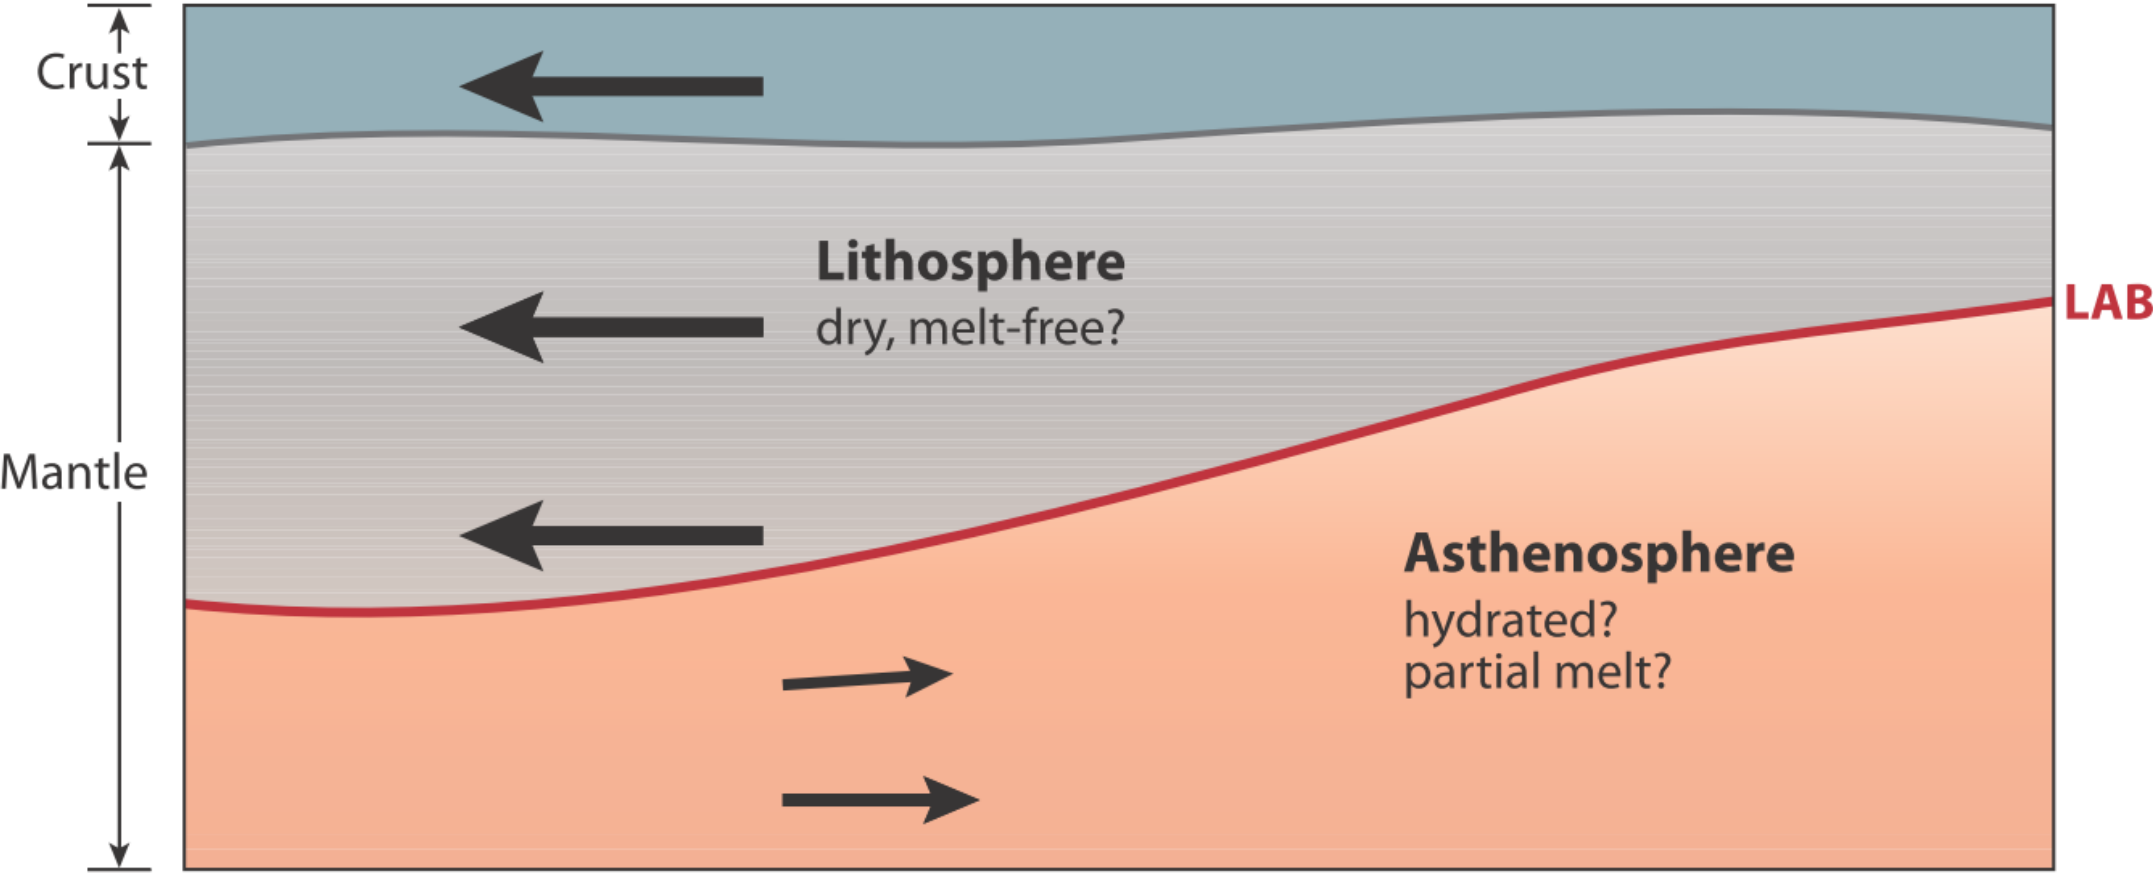 Crust
Lithosphere
dry, melt-free?
LAB
Mantle
Asthenosphere
hydrated?
partial melt?